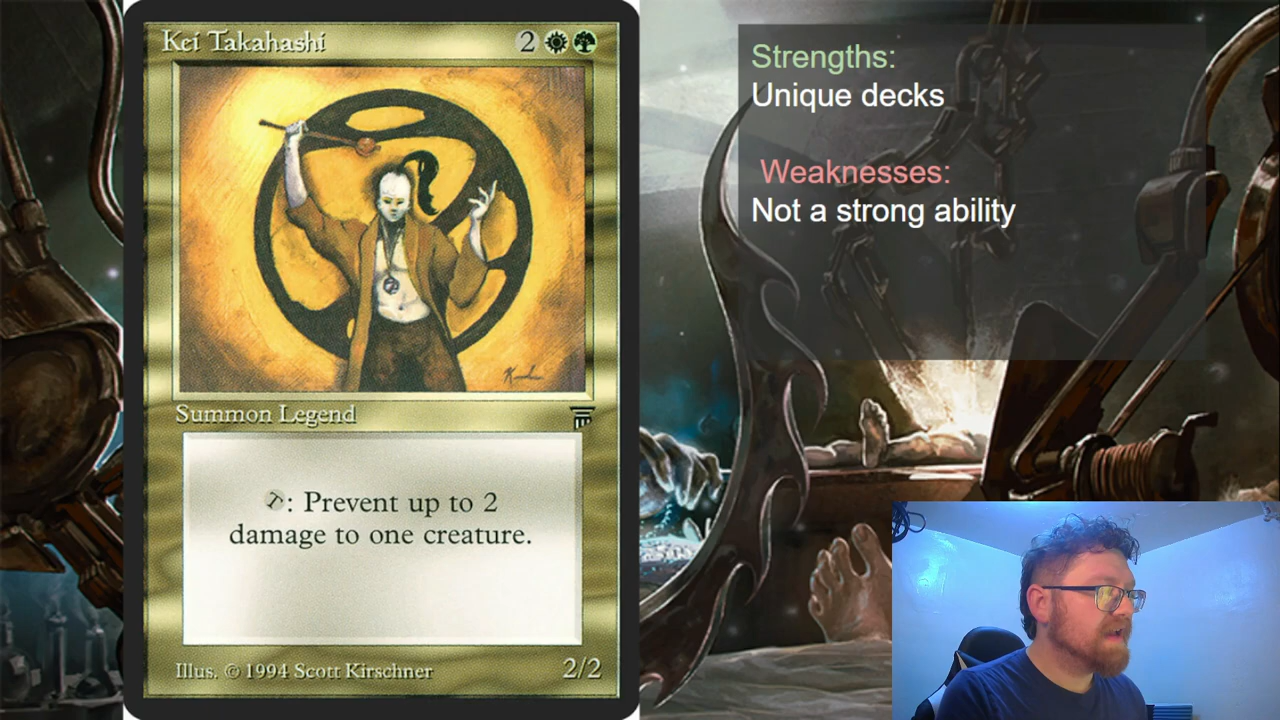 Kei Takahashi 2
Summon Legend
: Prevent up to 2
damage to one creature.
Illus. © 1994 Scott Kirschner 2/2
Strengths:
Unique decks
Weaknesses:
Not a strong ability